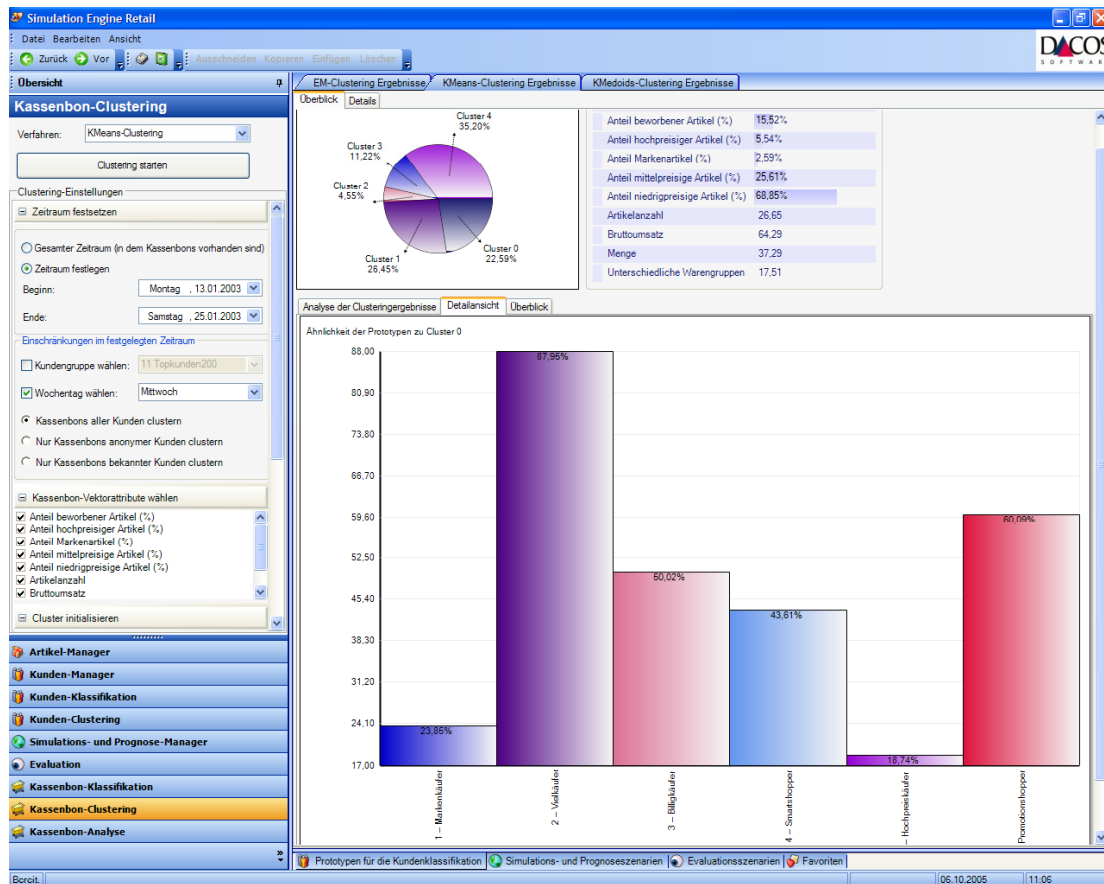 Simulation Engine Retail
Datei Bearbeiten Ansicht
Zurück Vor Ausschneiden Kopieren Einfügen Löschen
DACOS
SOFTWARE
Übersicht
Kassenbon-Clustering
Verfahren: KMeans-Clustering
Clustering starten
Clustering-Einstellungen
Zeitraum festsetzen
Gesamter Zeitraum (in dem Kassenbons vorhanden sind)
Zeitraum festlegen
Beginn: Montag , 13.01.2003
Ende: Samstag , 25.01.2003
Einschränkungen im festgelegten Zeitraum
Kundengruppe wählen: 11 Topkunden200
Wochentag wählen: Mittwoch
Kassenbons aller Kunden clustern
Nur Kassenbons anonymer Kunden clustern
Nur Kassenbons bekannter Kunden clustern
Kassenbon-Vektorattribute wählen
Anteil beworbener Artikel (%)
Anteil hochpreisiger Artikel (%)
Anteil Markenartikel (%)
Anteil mittelpreisige Artikel (%)
Anteil niedrigpreisige Artikel (%)
Artikelanzahl
Bruttoumsatz
Cluster initialisieren
Artikel-Manager
Kunden-Manager
Kunden-Klassifikation
Kunden-Clustering
Simulations- und Prognose-Manager
Evaluation
Kassenbon-Klassifikation
Kassenbon-Clustering
Kassenbon-Analyse
EM-Clustering Ergebnisse KMeans-Clustering Ergebnisse KMedoids-Clustering Ergebnisse
Überblick Details
Cluster 4
35,20%
Cluster 3
11,22%
Cluster 2
4,55%
Cluster 1
26,45%
Cluster 0
22,59%
Anteil beworbener Artikel (%) 15,52%
Anteil hochpreisiger Artikel (%) 5,54%
Anteil Markenartikel (%) 2,59%
Anteil mittelpreisige Artikel (%) 25,61%
Anteil niedrigpreisige Artikel (%) 68,85%
Artikelanzahl 26,65
Bruttoumsatz 64,29
Menge 37,29
Unterschiedliche Warengruppen 17,51
Analyse der Clusteringergebnisse Detailansicht Überblick
Ähnlichkeit der Prototypen zu Cluster 0
88,00
80,90
73,80
66,70
59,60
52,50
45,40
38,30
31,20
24,10
17,00
23,86%
87,95%
50,02%
43,61%
18,74%
60,09%
1 – Markenkäufer
2 – Vielkäufer
3 – Billigkäufer
4 – Smartshopper
– Hochpreiskäufer
Promotionshopper
Prototypen für die Kundenklassifikation Simulations- und Prognoseszenarien Evaluationsszenarien Favoriten
Bereit. 06.10.2005 11:06